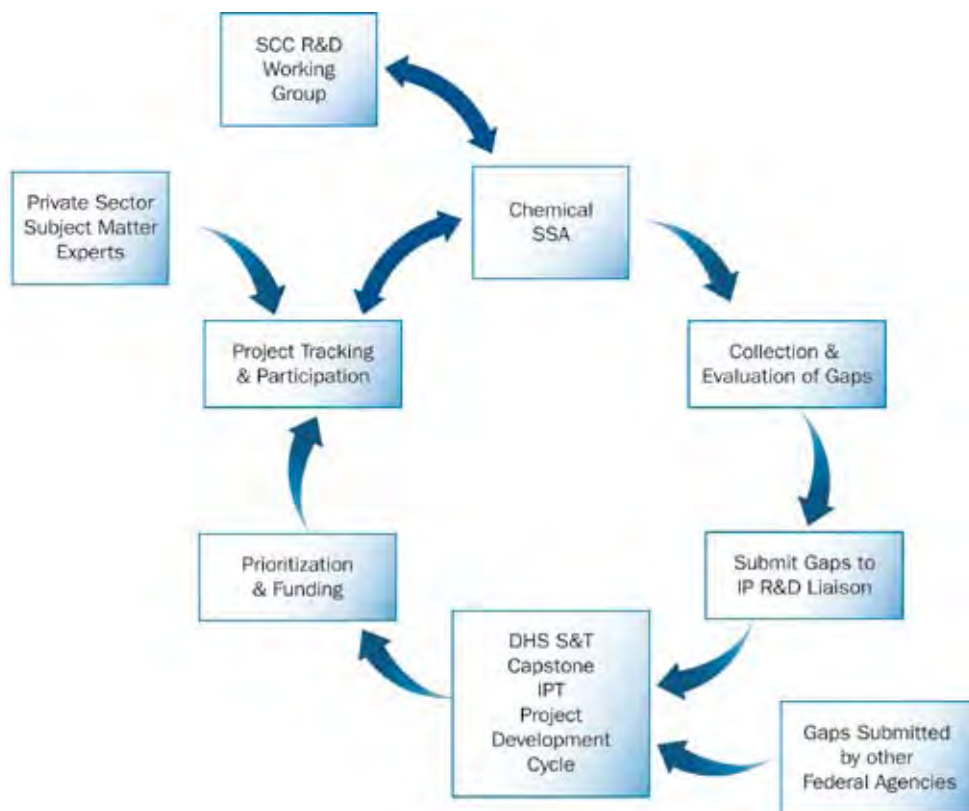 SCC R&D
Working
Group
Private Sector
Subject Matter
Experts
Chemical
SSA
Project Tracking
& Participation
Collection &
Evaluation of Gaps
Prioritization
& Funding
Submit Gaps to
IP R&D Liaison
DHS S&T
Capstone
IPT
Project
Development
Cycle
Gaps Submitted
by other
Federal Agencies